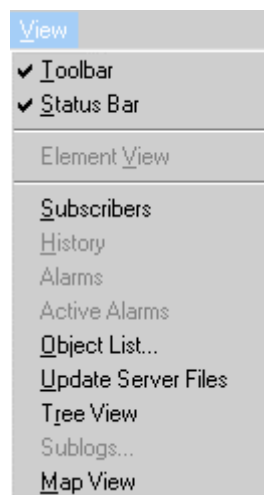 View
Toolbar
Status Bar
Element View
Subscribers
History
Alarms
Active Alarms
Object List...
Update Server Files
Tree View
Sublogs...
Map View